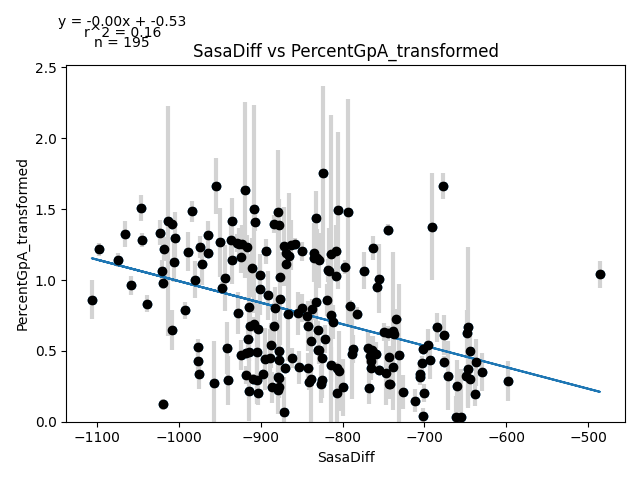 y = -0.00x + -0.53
r^2 = 0.16
n = 195
SasaDiff vs PercentGpA_transformed
2.5
2.0
1.5
1.0
0.5
0.0
PercentGpA_transformed
−1100 −1000 −900 −800 −700 −600 −500
SasaDiff